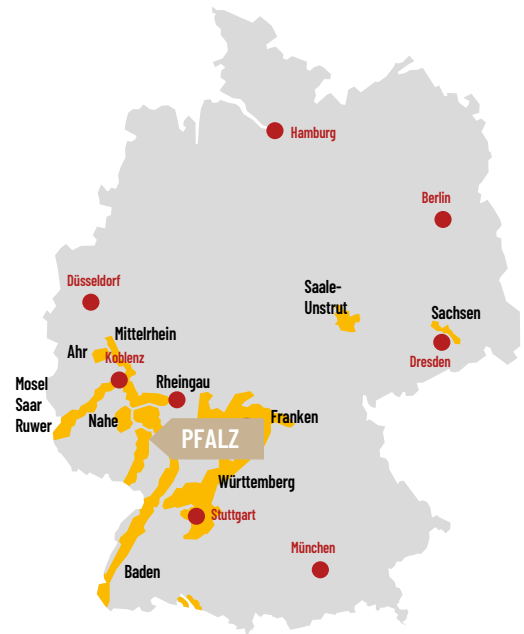 Hamburg
Berlin
Düsseldorf
Saale-
Unstrut
Sachsen
Mittelrhein
Ahr
Koblenz
Dresden
Mosel
Saar
Ruwer
Rheingau
Nahe
Franken
PFALZ
Württemberg
Stuttgart
München
Baden